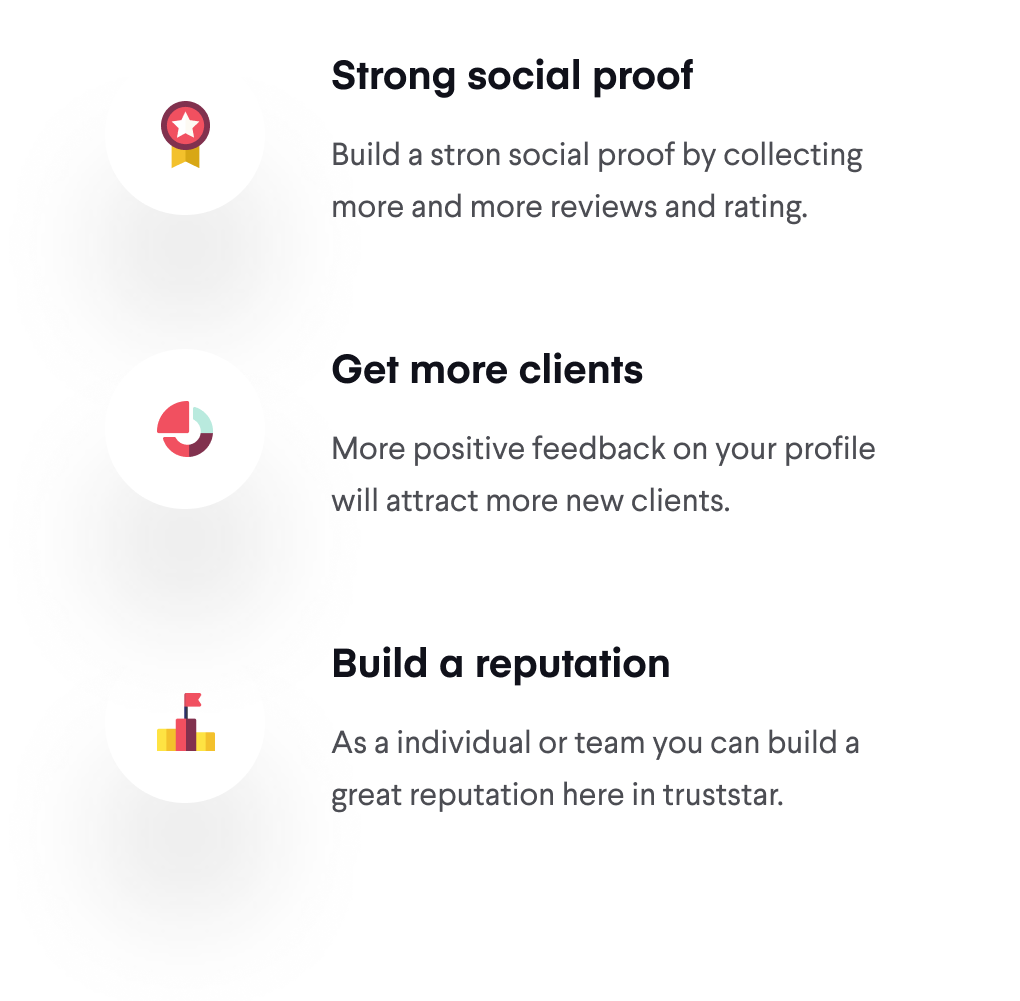 Strong social proof
Build a stron social proof by collecting
more and more reviews and rating.
Get more clients
More positive feedback on your profile
will attract more new clients.
Build a reputation
As a individual or team you can build a
great reputation here in truststar.